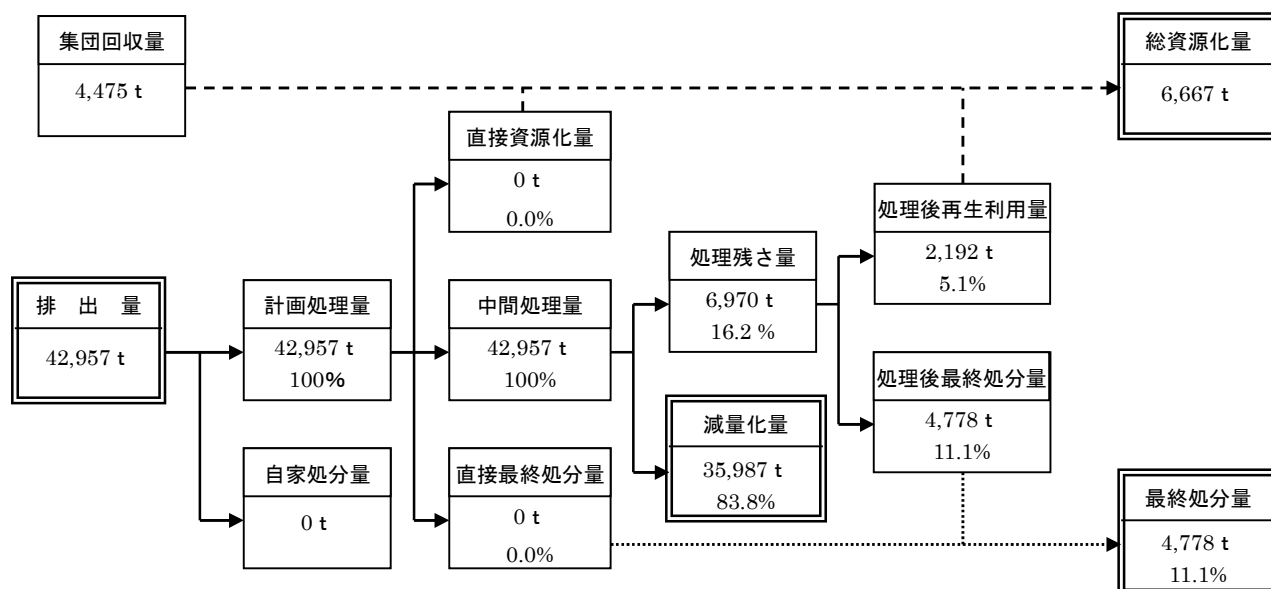 集団回収量
4,475 t
総資源化量
6,667 t
直接資源化量
0 t
0.0%
処理後再生利用量
2,192 t
5.1%
処理残さ量
6,970 t
16.2 %
排 出 量
42,957 t
計画処理量
42,957 t
100%
中間処理量
42,957 t
100%
処理後最終処分量
4,778 t
11.1%
減量化量
35,987 t
83.8%
自家処分量
0 t
直接最終処分量
0 t
0.0%
最終処分量
4,778 t
11.1%